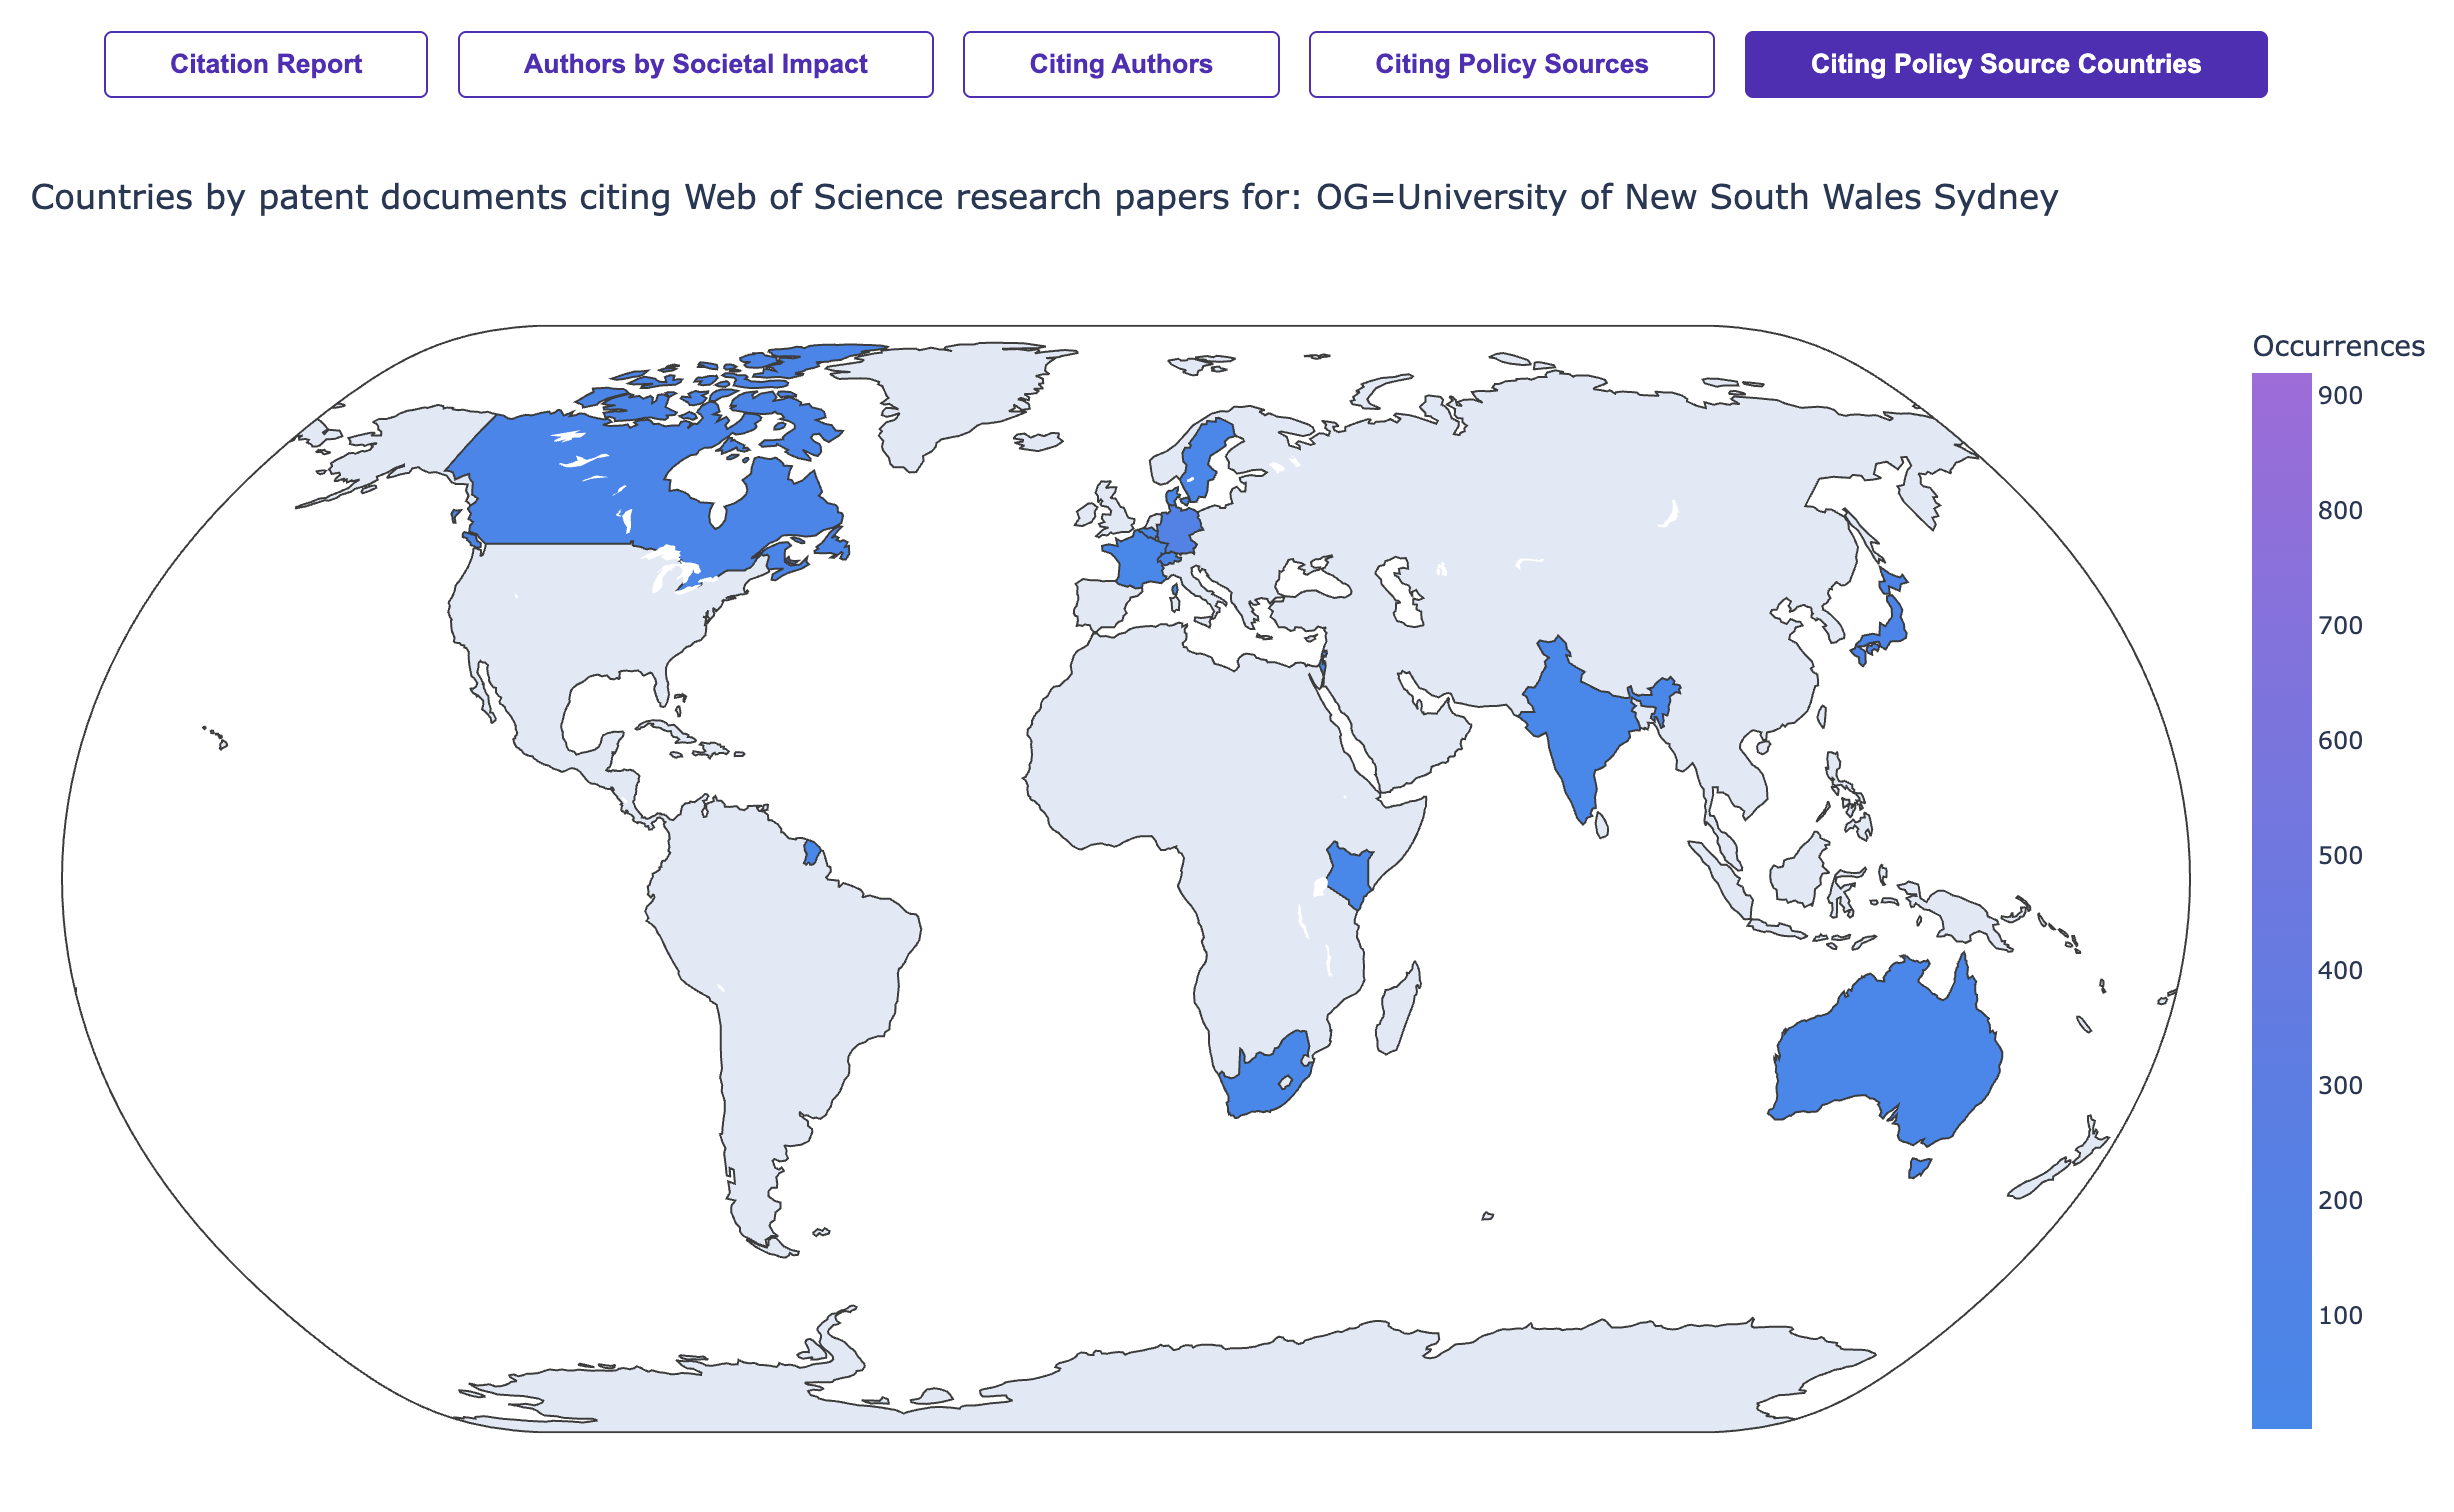 Citation Report
Authors by Societal Impact
Citing Authors
Citing Policy Sources
Citing Policy Source Countries
Countries by patent documents citing Web of Science research papers for: OG=University of New South Wales Sydney
Occurrences
900
800
700
600
500
400
300
200
100